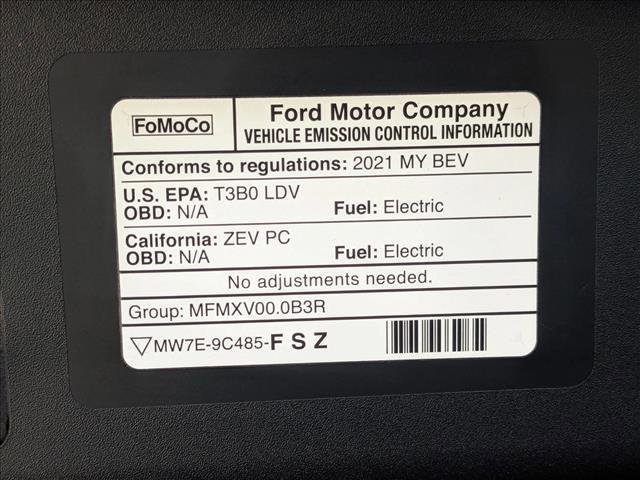 FoMoCo
Ford Motor Company
VEHICLE EMISSION CONTROL INFORMATION
Conforms to regulations: 2021 MY BEV
U.S. EPA: T3B0 LDV
OBD: N/A Fuel: Electric
California: ZEV PC
OBD: N/A Fuel: Electric
No adjustments needed.
Group: MFMXV00.0B3R
MW7E-9C485-F S Z